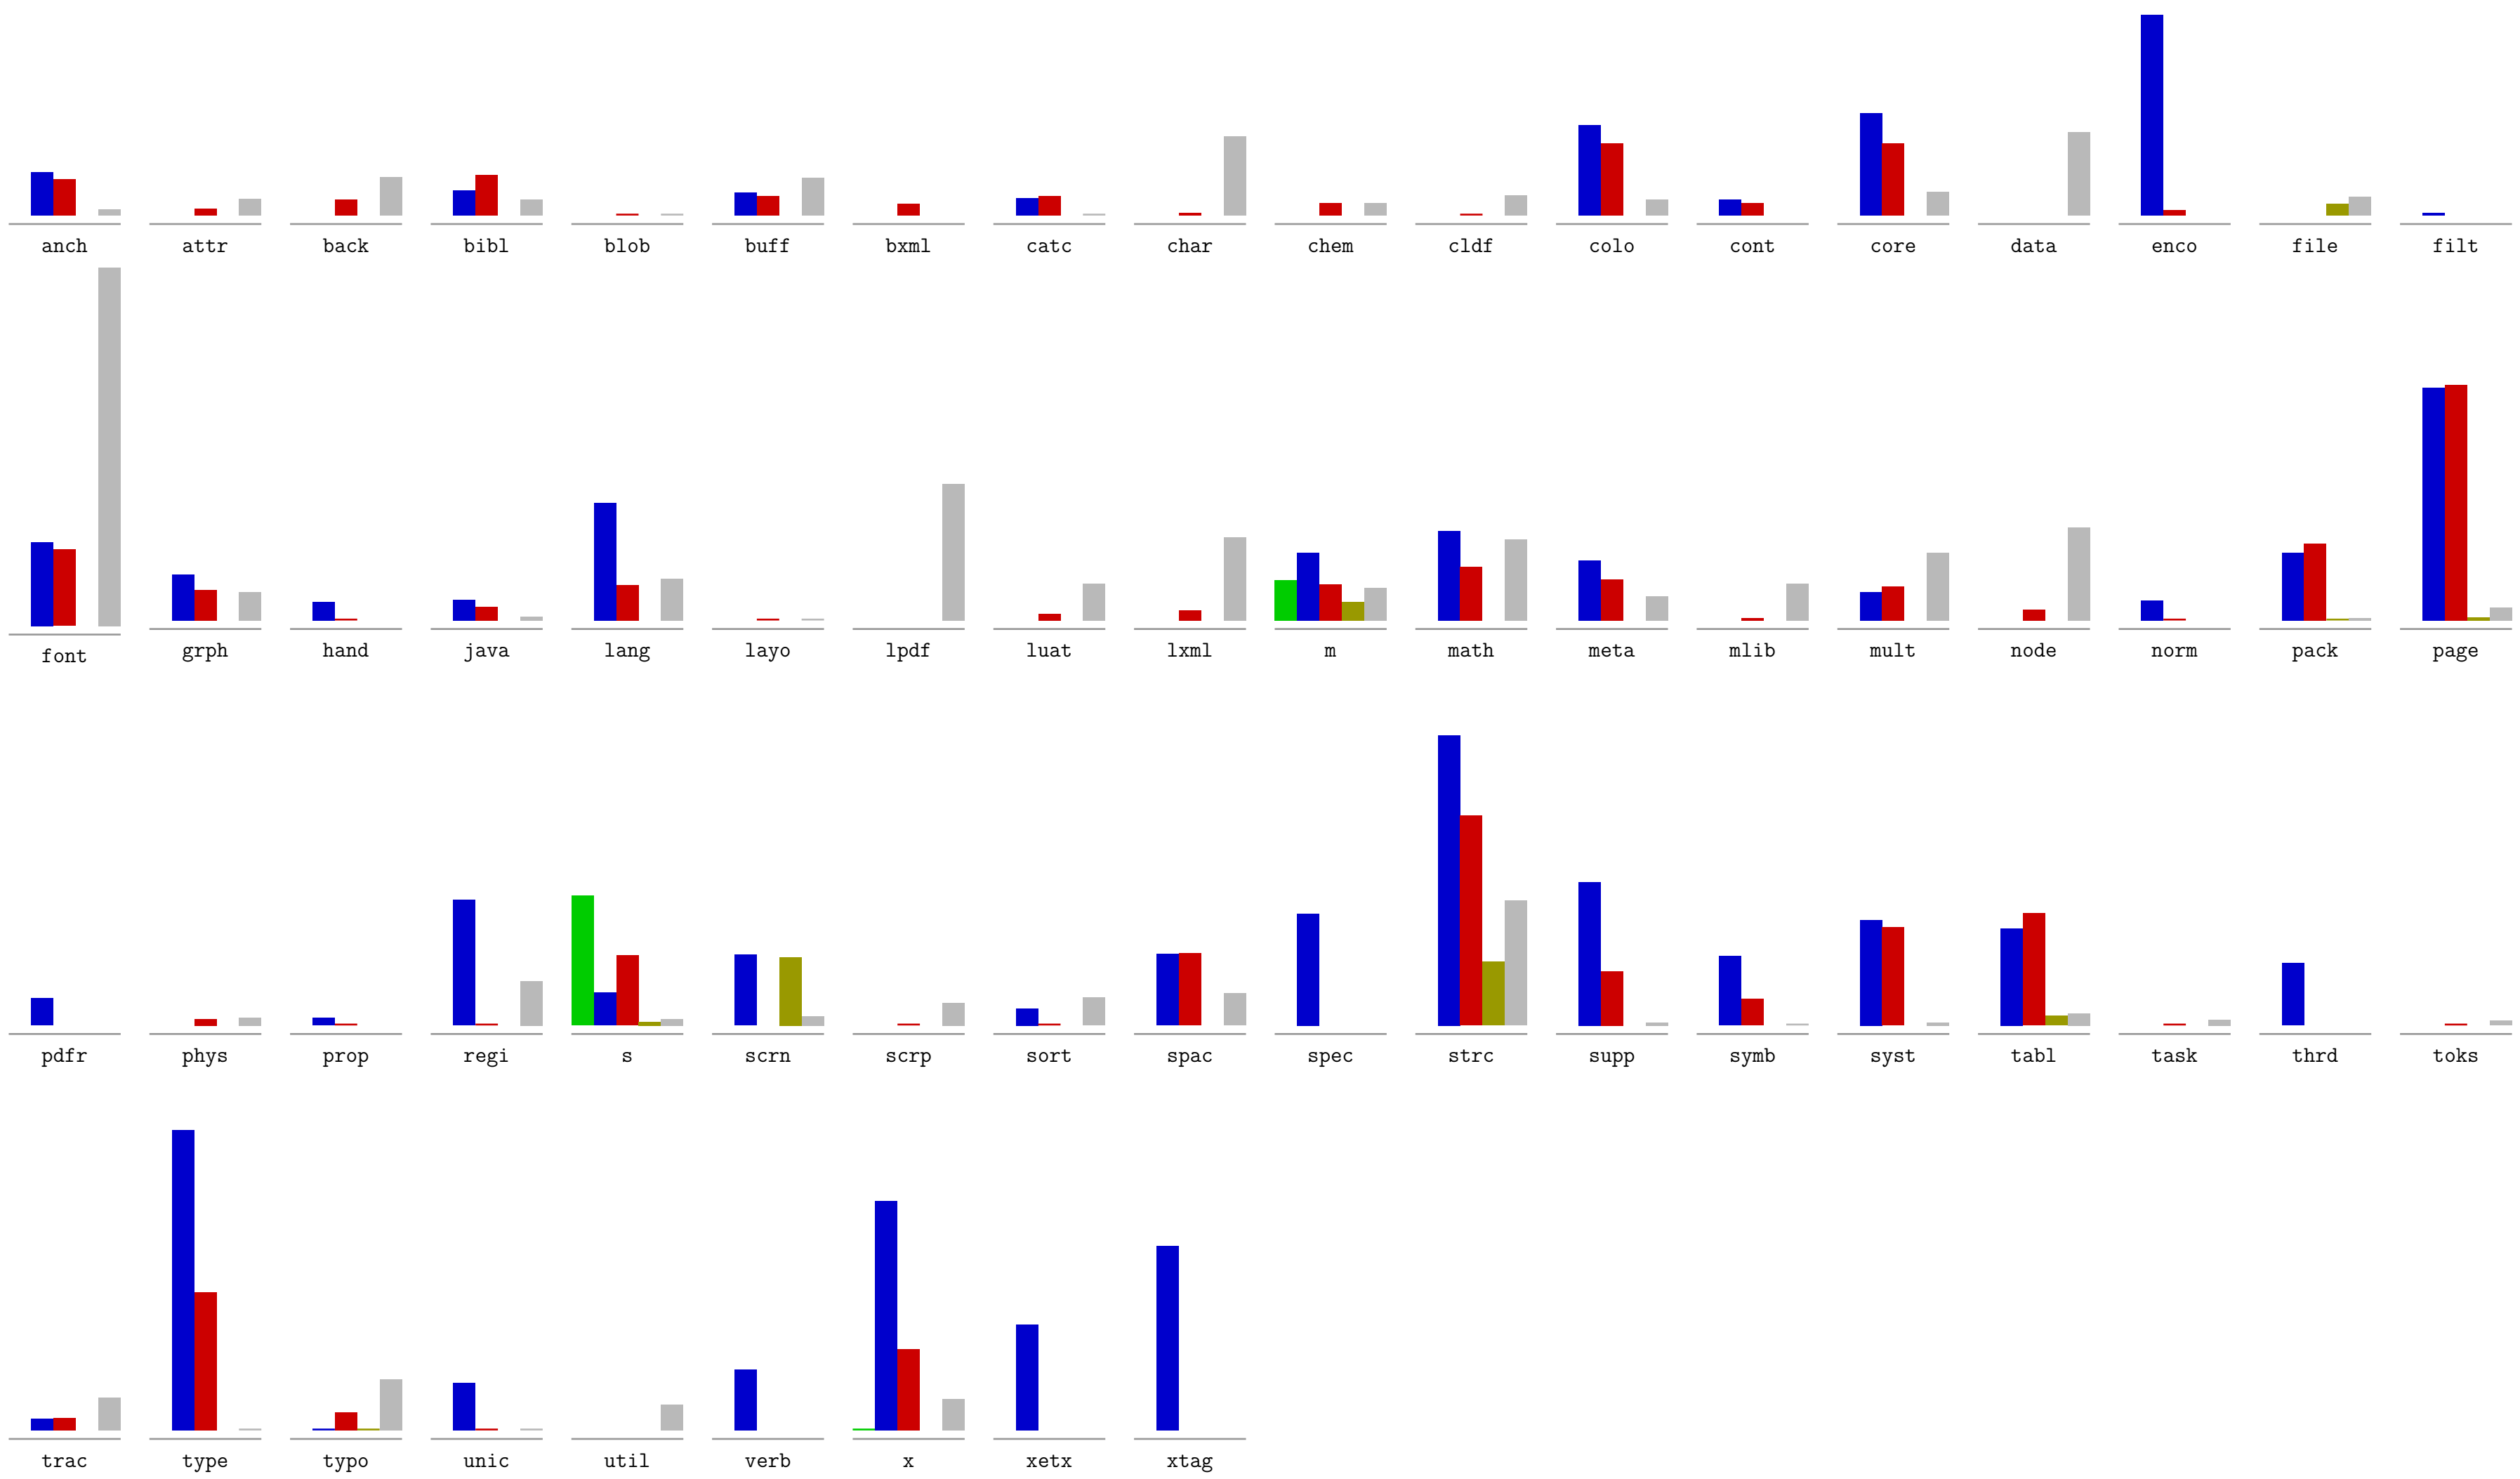 anch attr back bibl blob buff bxml catc char chem cldf colo cont core data enco file filt
font grph hand java lang layo lpdf luat lxml m math meta mlib mult node norm pack page
pdfr phys prop regi s scrn scrp sort spac spec strc supp symb syst tabl task thrd toks
trac type typo unic util verb x xetx xtag